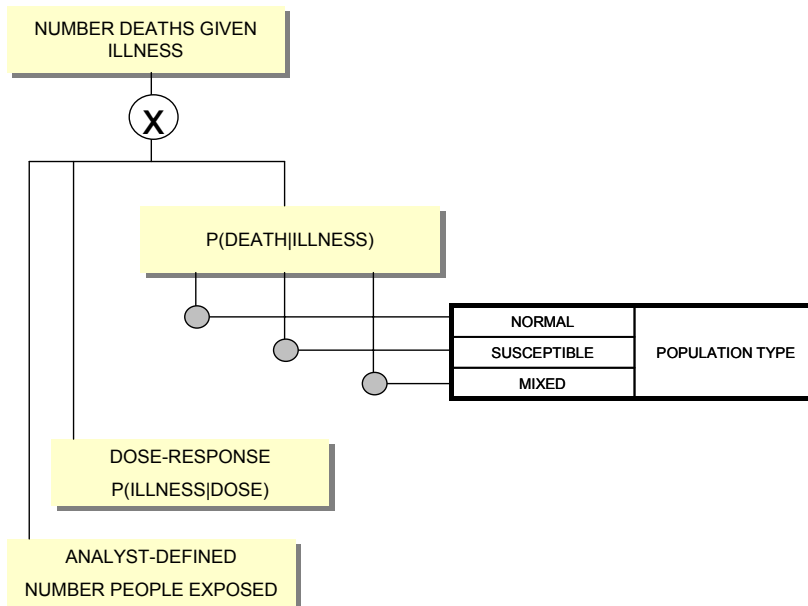 NUMBER DEATHS GIVEN
ILLNESS
X
P(DEATH|ILLNESS)
NORMAL
SUSCEPTIBLE
MIXED
POPULATION TYPE
DOSE-RESPONSE
P(ILLNESS|DOSE)
ANALYST-DEFINED
NUMBER PEOPLE EXPOSED